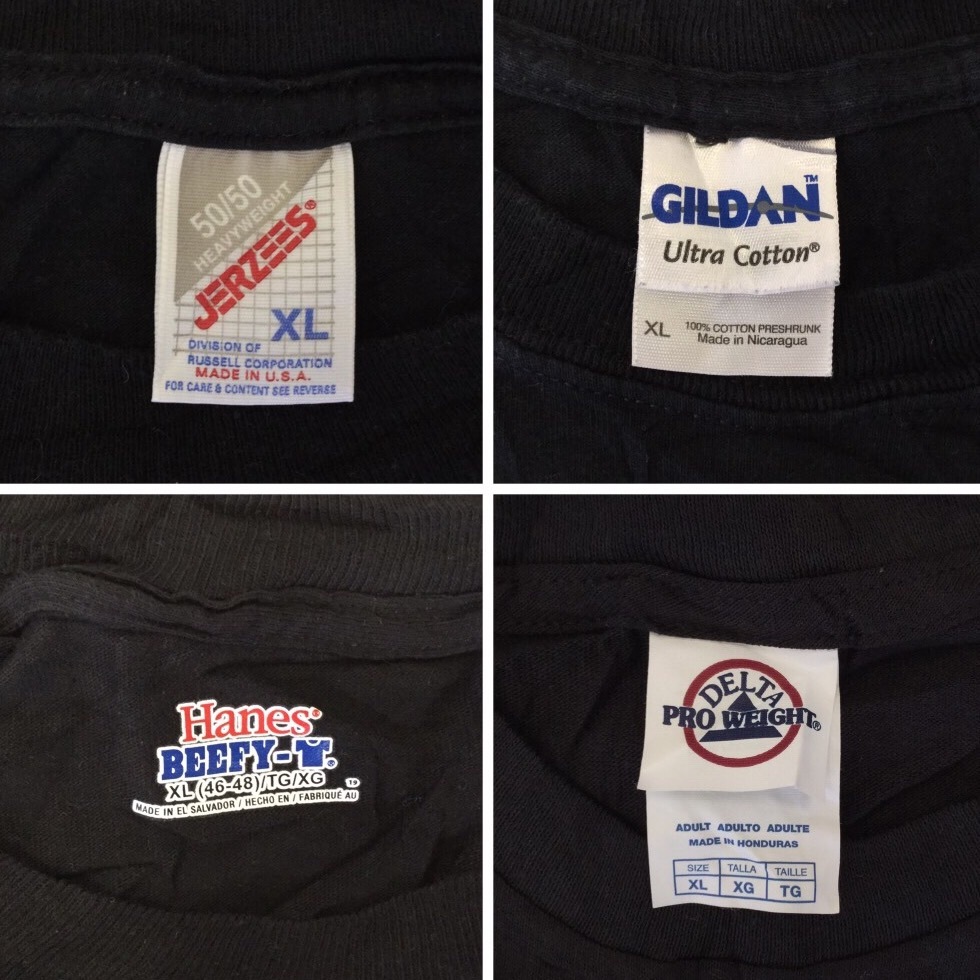 50/50
HEAVYWEIGHT
JERZEES®
XL
DIVISION OF
RUSSELL CORPORATION
MADE IN U.S.A.
FOR CARE & CONTENT SEE REVERSE
GILDAN™
Ultra Cotton®
XL 100% COTTON PRESHRUNK
Made in Nicaragua
Hanes®
BEEFY-T®
XL (46-48)/TG/XG 19
MADE IN EL SALVADOR / HECHO EN / FABRIQUÉ AU
DELTA
PRO WEIGHT®
ADULT ADULTO ADULTE
MADE IN HONDURAS
SIZE TALLA TAILLE
XL XG TG